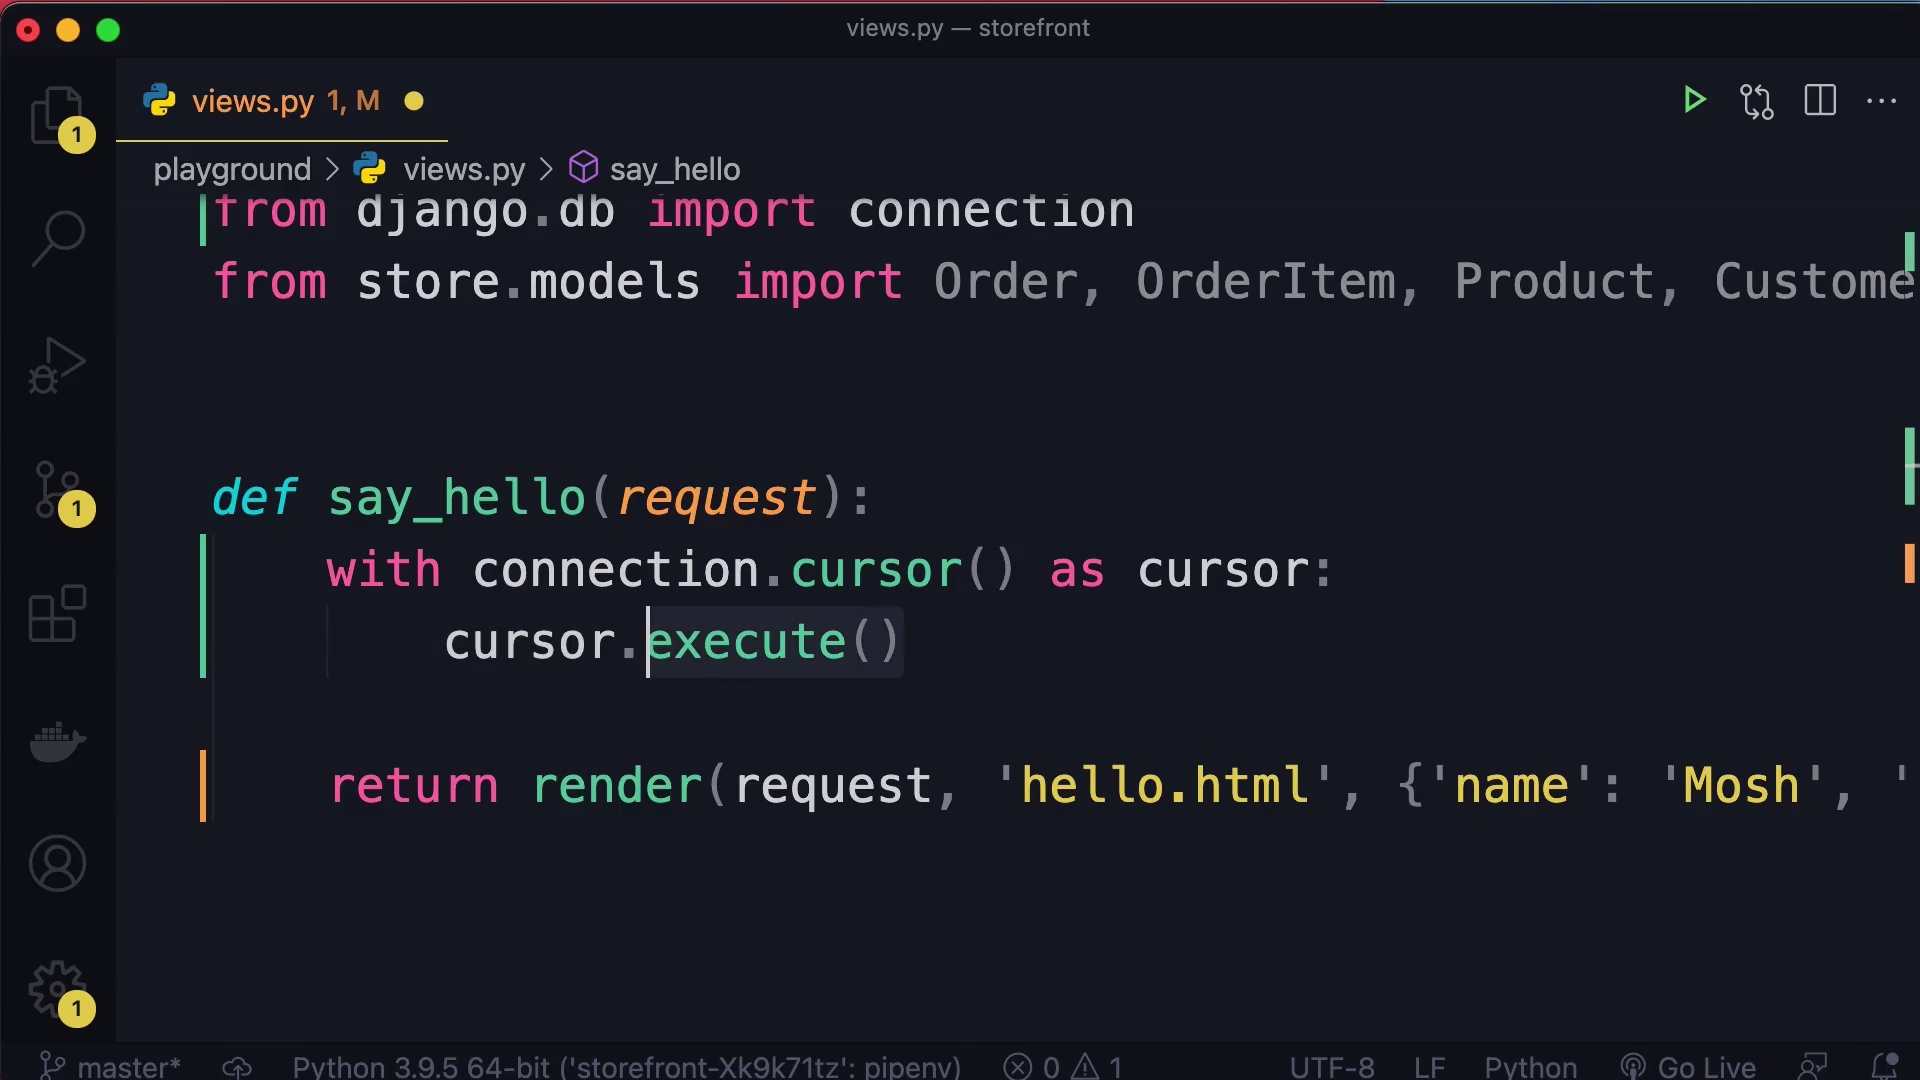 views.py — storefront
views.py 1, M
playground > views.py > say_hello
from django.db import connection
from store.models import Order, OrderItem, Product, Custome
def say_hello(request):
with connection.cursor() as cursor:
cursor.execute()
return render(request, 'hello.html', {'name': 'Mosh', '
1
1
1
master* Python 3.9.5 64-bit ('storefront-Xk9k71tz': pipenv) 0 1 UTF-8 LF Python Go Live